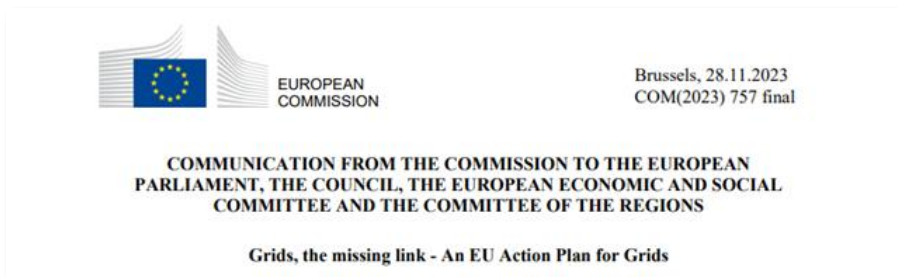 EUROPEAN
COMMISSION
Brussels, 28.11.2023
COM(2023) 757 final
COMMUNICATION FROM THE COMMISSION TO THE EUROPEAN
PARLIAMENT, THE COUNCIL, THE EUROPEAN ECONOMIC AND SOCIAL
COMMITTEE AND THE COMMITTEE OF THE REGIONS
Grids, the missing link - An EU Action Plan for Grids